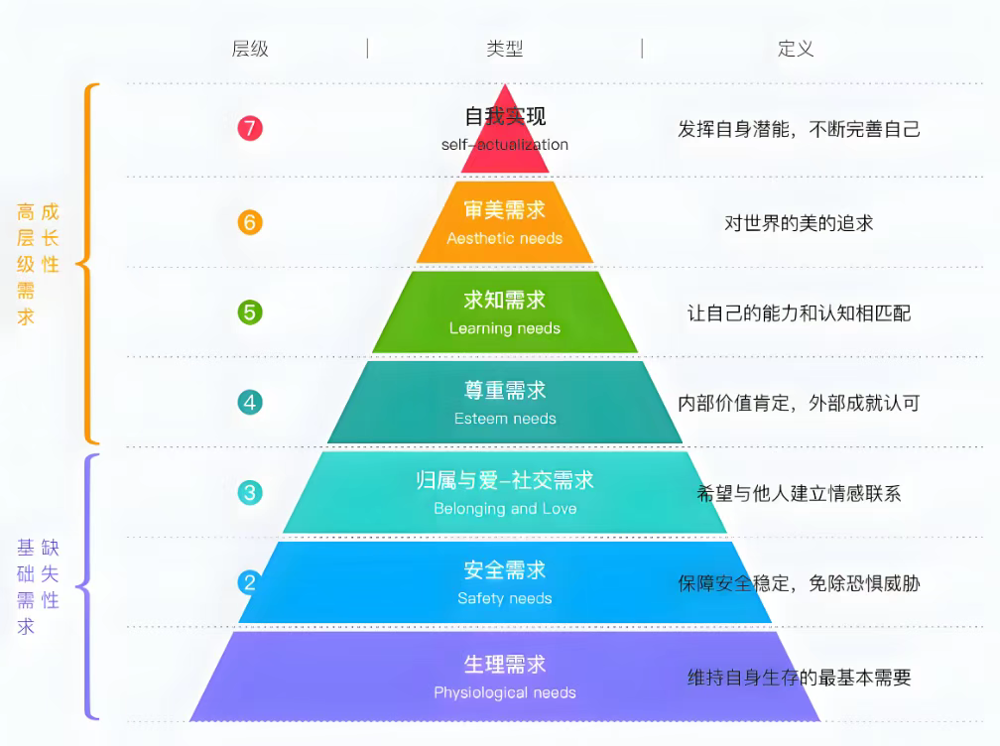 层级 | 类型 | 定义
7
自我实现
self-actualization
发挥自身潜能，不断完善自己
6
审美需求
Aesthetic needs
对世界的美的追求
5
求知需求
Learning needs
让自己的能力和认知相匹配
4
尊重需求
Esteem needs
内部价值肯定，外部成就认可
3
归属与爱-社交需求
Belonging and Love
希望与他人建立情感联系
2
安全需求
Safety needs
保障安全稳定，免除恐惧威胁
生理需求
Physiological needs
维持自身生存的最基本需要
成长性
高层级需求
缺失性
基础需求